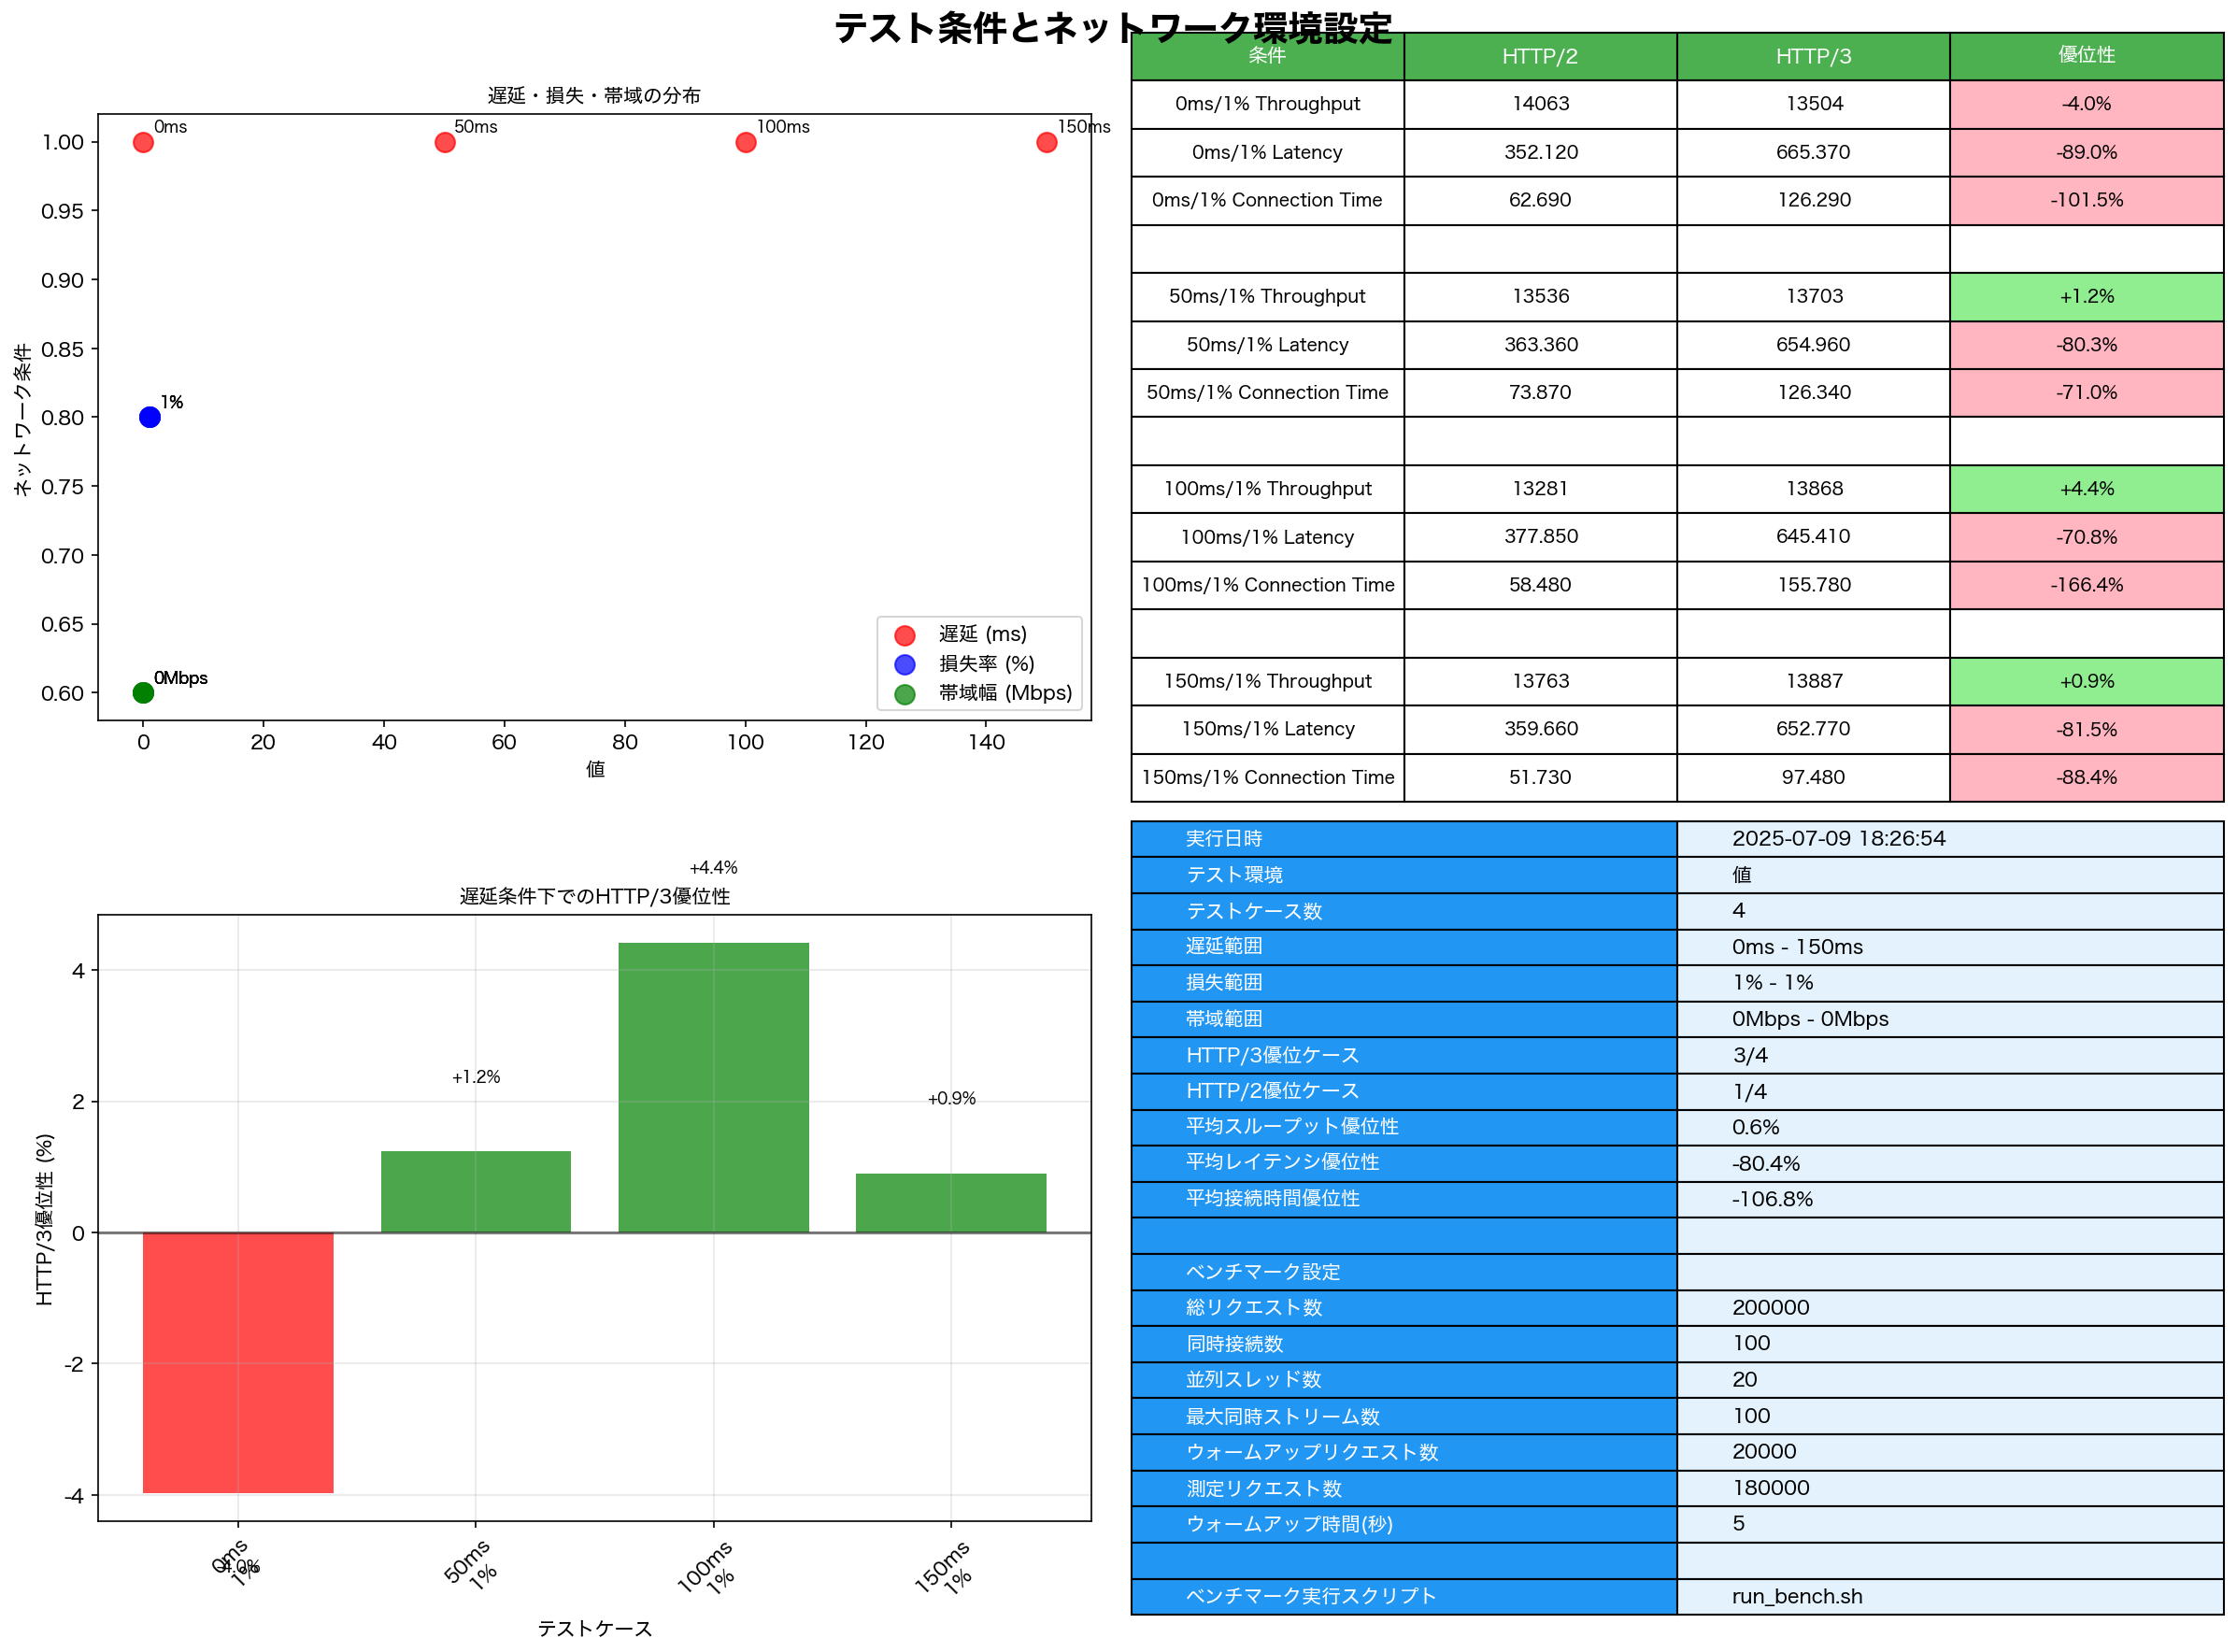 テスト条件とネットワーク環境設定
遅延・損失・帯域の分布
ネットワーク条件
1.00
0.95
0.90
0.85
0.80
0.75
0.70
0.65
0.60
0ms
50ms
100ms
150ms
1%
0Mbps
遅延 (ms)
損失率 (%)
帯域幅 (Mbps)
0 20 40 60 80 100 120 140
値
条件 HTTP/2 HTTP/3 優位性
0ms/1% Throughput 14063 13504 -4.0%
0ms/1% Latency 352.120 665.370 -89.0%
0ms/1% Connection Time 62.690 126.290 -101.5%
50ms/1% Throughput 13536 13703 +1.2%
50ms/1% Latency 363.360 654.960 -80.3%
50ms/1% Connection Time 73.870 126.340 -71.0%
100ms/1% Throughput 13281 13868 +4.4%
100ms/1% Latency 377.850 645.410 -70.8%
100ms/1% Connection Time 58.480 155.780 -166.4%
150ms/1% Throughput 13763 13887 +0.9%
150ms/1% Latency 359.660 652.770 -81.5%
150ms/1% Connection Time 51.730 97.480 -88.4%
+4.4%
遅延条件下でのHTTP/3優位性
HTTP/3優位性 (%)
4
2
0
-2
-4
+1.2%
+0.9%
-4.0%
0ms
1%
50ms
1%
100ms
1%
150ms
1%
テストケース
実行日時 2025-07-09 18:26:54
テスト環境 値
テストケース数 4
遅延範囲 0ms - 150ms
損失範囲 1% - 1%
帯域範囲 0Mbps - 0Mbps
HTTP/3優位ケース 3/4
HTTP/2優位ケース 1/4
平均スループット優位性 0.6%
平均レイテンシ優位性 -80.4%
平均接続時間優位性 -106.8%
ベンチマーク設定
総リクエスト数 200000
同時接続数 100
並列スレッド数 20
最大同時ストリーム数 100
ウォームアップリクエスト数 20000
測定リクエスト数 180000
ウォームアップ時間(秒) 5
ベンチマーク実行スクリプト run_bench.sh